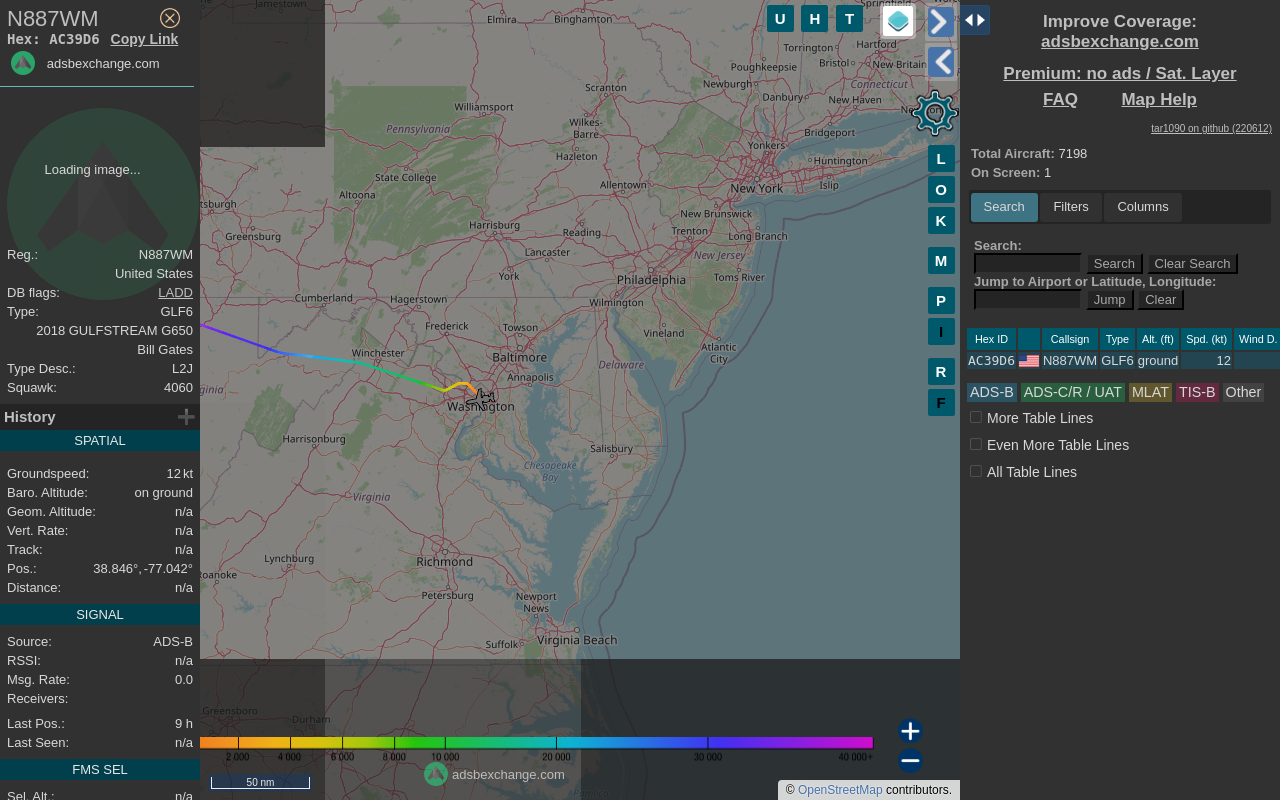 N887WM
Hex: AC39D6 Copy Link
adsbexchange.com
Loading image...
Reg.: N887WM
United States
DB flags: LADD
Type: GLF6
2018 GULFSTREAM G650
Bill Gates
Type Desc.: L2J
Squawk: 4060
History
SPATIAL
Groundspeed: 12 kt
Baro. Altitude: on ground
Geom. Altitude: n/a
Vert. Rate: n/a
Track: n/a
Pos.: 38.846°, -77.042°
Distance: n/a
SIGNAL
Source: ADS-B
RSSI: n/a
Msg. Rate: 0.0
Receivers:
Last Pos.: 9 h
Last Seen: n/a
FMS SEL
Sel. Alt.: n/a
Jamestown
Elmira
Binghamton
Springfield
Torrington
Hartford
Poughkeepsie
Bristol
New Britain
Scranton
Newburgh
Connecticut
Williamsport
Danbury
New Haven
Wilkes-
Barre
Pennsylvania
Bridgeport
Yonkers
Hazleton
Huntington
State College
Allentown
New York
Islip
Altoona
tsburgh
New Brunswick
Harrisburg
Reading
Trenton
Long Branch
Greensburg
Lancaster
New Jersey
York
Philadelphia
Toms River
Cumberland
Hagerstown
Wilmington
Frederick
Towson
Vineland
Winchester
Baltimore
Atlantic
City
Delaware
Annapolis
ginia
Washington
Harrisonburg
Salisbury
Chesapeake
Bay
Virginia
Lynchburg
Richmond
Roanoke
Petersburg
Newport
News
Suffolk
Virginia Beach
Greensboro
Durham
2 000 4 000 6 000 8 000 10 000 20 000 30 000 40 000+
adsbexchange.com
50 nm
© OpenStreetMap contributors.
U H T
L
O
K
M
P
I
R
F
Improve Coverage:
adsbexchange.com
Premium: no ads / Sat. Layer
FAQ Map Help
tar1090 on github (220612)
Total Aircraft: 7198
On Screen: 1
Search Filters Columns
Search:
Search Clear Search
Jump to Airport or Latitude, Longitude:
Jump Clear
Hex ID Callsign Type Alt. (ft) Spd. (kt) Wind D.
AC39D6 N887WM GLF6 ground 12
ADS-B ADS-C/R / UAT MLAT TIS-B Other
More Table Lines
Even More Table Lines
All Table Lines